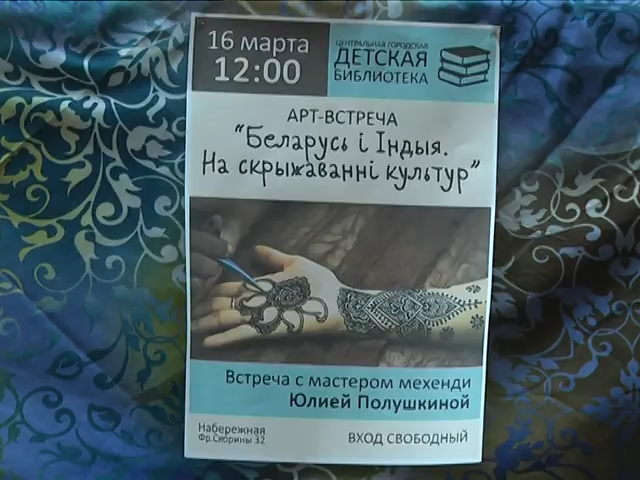 16 марта
12:00
ЦЕНТРАЛЬНАЯ ГОРОДСКАЯ
ДЕТСКАЯ
БИБЛИОТЕКА
АРТ-ВСТРЕЧА
"Беларусь і Індыя.
На скрыжаванні культур"
Встреча с мастером мехенди
Юлией Полушкиной
Набережная
Фр.Скорины 32
ВХОД СВОБОДНЫЙ